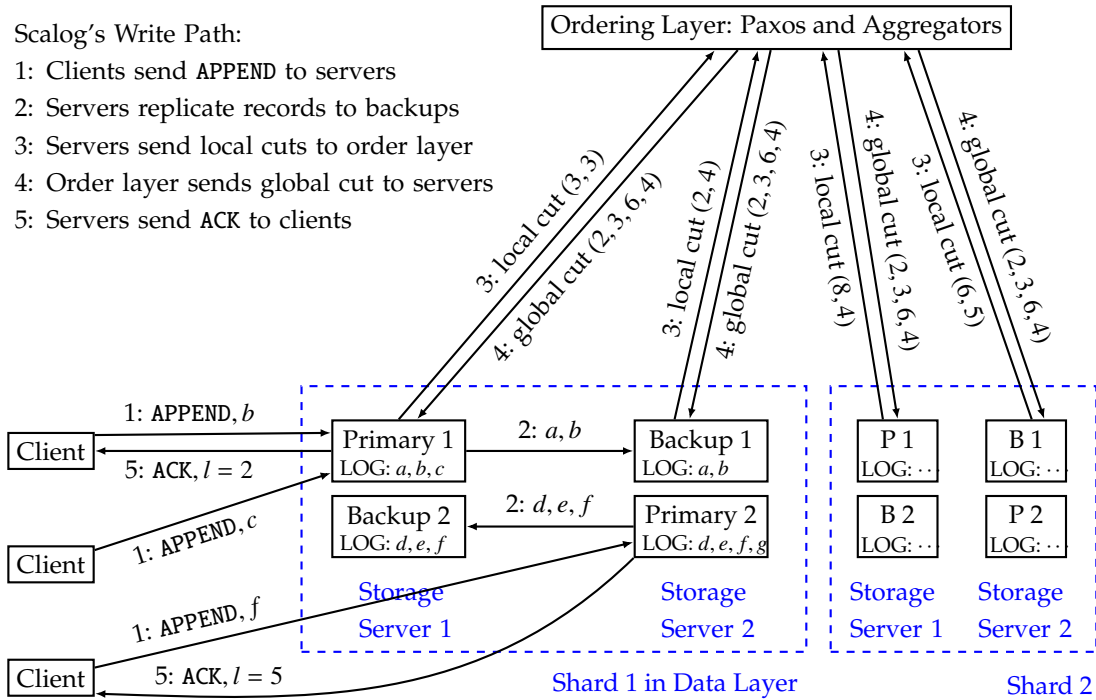 Ordering Layer: Paxos and Aggregators
Scalog's Write Path:
1: Clients send APPEND to servers
2: Servers replicate records to backups
3: Servers send local cuts to order layer
4: Order layer sends global cut to servers
5: Servers send ACK to clients
3: local cut (3, 3)
4: global cut (2, 3, 6, 4)
3: local cut (2, 4)
4: global cut (2, 3, 6, 4)
3: local cut (8, 4)
4: global cut (2, 3, 6, 4)
3: local cut (6, 5)
4: global cut (2, 3, 6, 4)
Client
1: APPEND, b
5: ACK, l = 2
Primary 1
LOG: a, b, c
2: a, b
Backup 1
LOG: a, b
P 1
LOG: ···
B 1
LOG: ···
Client
1: APPEND, c
Backup 2
LOG: d, e, f
2: d, e, f
Primary 2
LOG: d, e, f, g
B 2
LOG: ···
P 2
LOG: ···
Storage
Server 1
Storage
Server 2
Storage
Server 1
Storage
Server 2
Client
1: APPEND, f
5: ACK, l = 5
Shard 1 in Data Layer
Shard 2